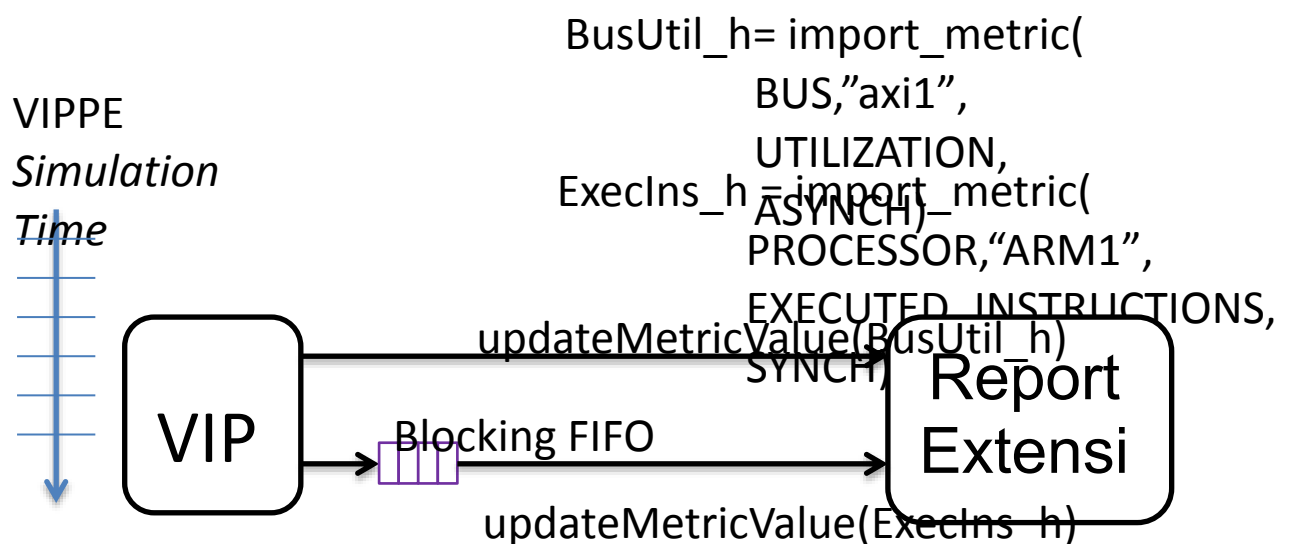 BusUtil_h= import_metric(
BUS,”axi1”,
UTILIZATION,
ASYNCH)
VIPPE
Simulation
Time
ExecIns_h = import_metric(
PROCESSOR,“ARM1”,
EXECUTED_INSTRUCTIONS,
SYNCH)
updateMetricValue(BusUtil_h)
VIP
Blocking FIFO
Report
Extensi
updateMetricValue(ExecIns_h)